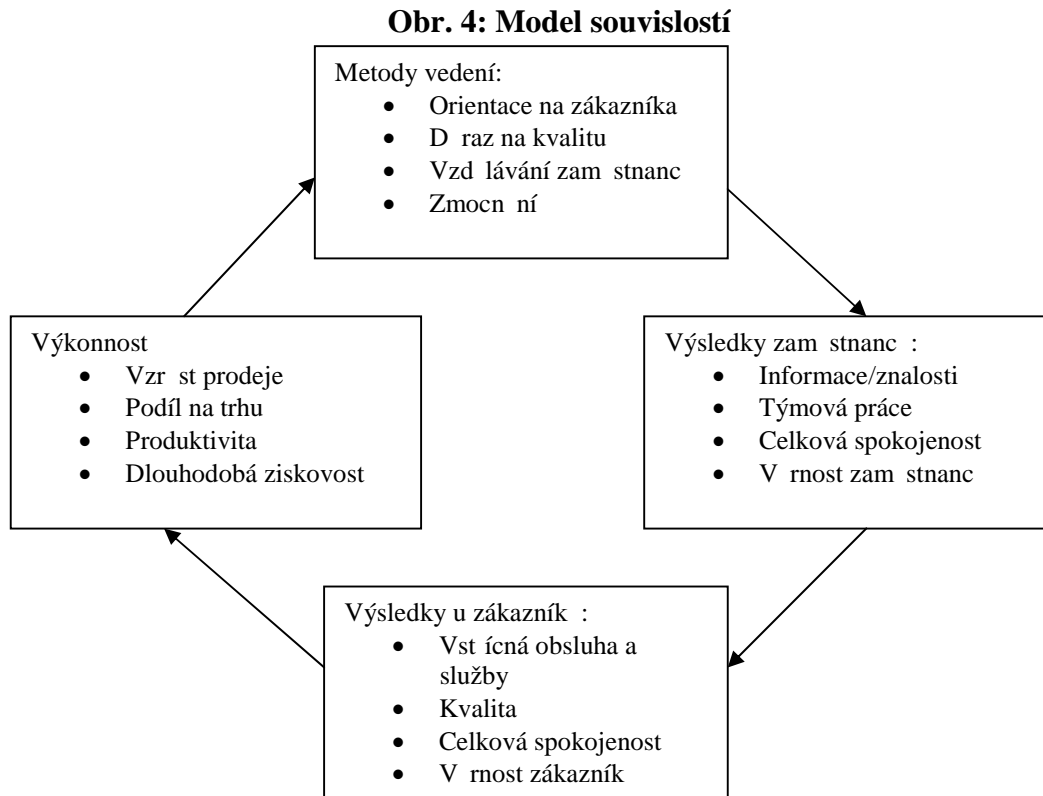 Obr. 4: Model souvislostí
Metody vedení:
• Orientace na zákazníka
• D raz na kvalitu
• Vzd lávání zam stnanc
• Zmocn ní
Výkonnost
• Vzr st prodeje
• Podíl na trhu
• Produktivita
• Dlouhodobá ziskovost
Výsledky zam stnanc :
• Informace/znalosti
• Týmová práce
• Celková spokojenost
• V rnost zam stnanc
Výsledky u zákazník :
• Vst ícná obsluha a
služby
• Kvalita
• Celková spokojenost
• V rnost zákazník